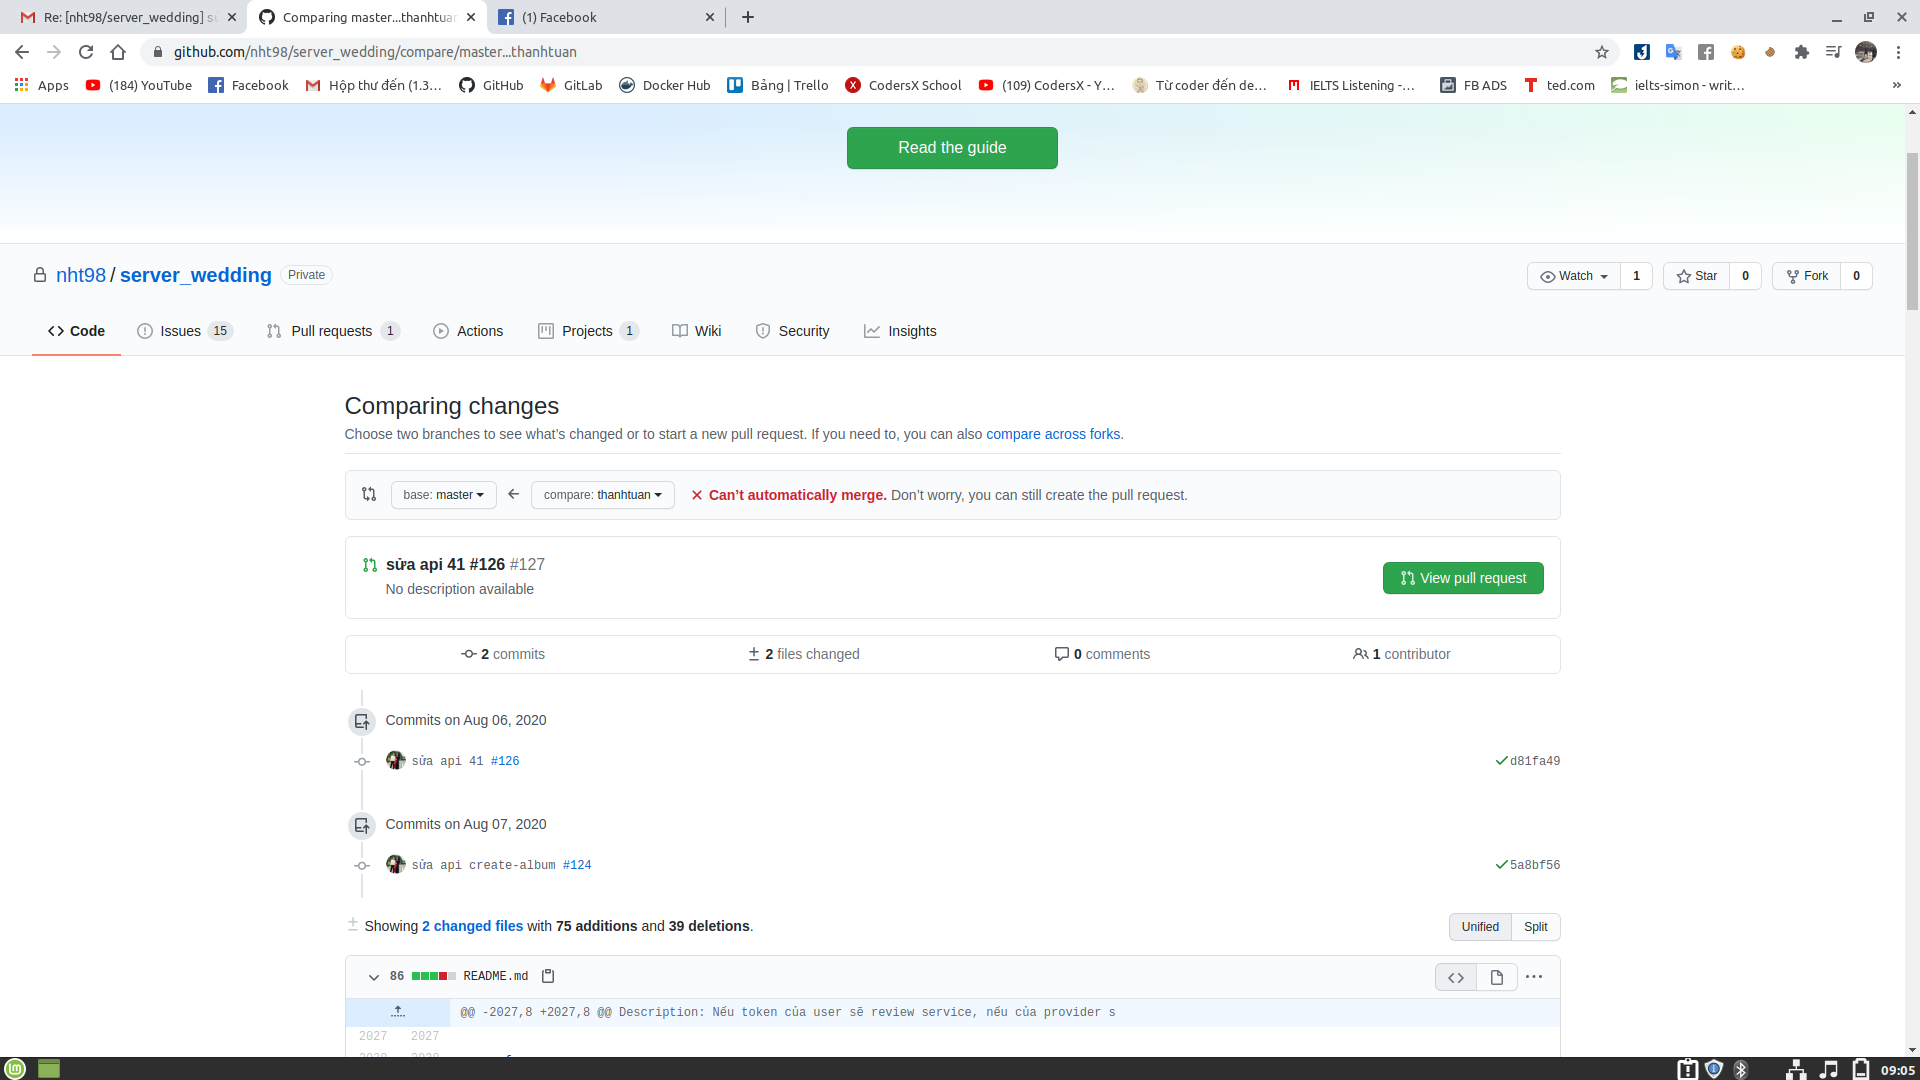 Re: [nht98/server_wedding] sử
Comparing master...thanhtuan
(1) Facebook
github.com/nht98/server_wedding/compare/master...thanhtuan
Apps
(184) YouTube
Facebook
Hộp thư đến (1.3…
GitHub
GitLab
Docker Hub
Bảng | Trello
CodersX School
(109) CodersX - Y…
Từ coder đến de…
IELTS Listening -…
FB ADS
ted.com
ielts-simon - writ…
»
Read the guide
nht98 / server_wedding Private
Watch 1
Star 0
Fork 0
Code
Issues 15
Pull requests 1
Actions
Projects 1
Wiki
Security
Insights
Comparing changes
Choose two branches to see what’s changed or to start a new pull request. If you need to, you can also compare across forks.
base: master
compare: thanhtuan
Can’t automatically merge. Don’t worry, you can still create the pull request.
sửa api 41 #126 #127
No description available
View pull request
2 commits
2 files changed
0 comments
1 contributor
Commits on Aug 06, 2020
sửa api 41 #126
d81fa49
Commits on Aug 07, 2020
sửa api create-album #124
5a8bf56
Showing 2 changed files with 75 additions and 39 deletions.
Unified
Split
86 README.md
@@ -2027,8 +2027,8 @@ Description: Nếu token của user sẽ review service, nếu của provider s
2027 2027
2028 2028
09:05